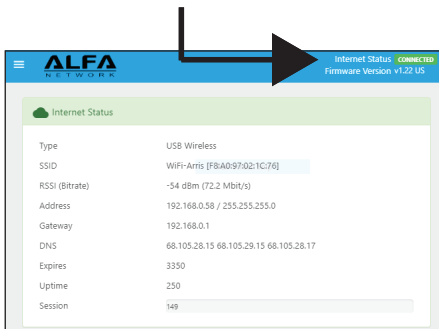 ALFA
NETWORK
Internet Status CONNECTED
Firmware Version v1.22 US
Internet Status
Type USB Wireless
SSID WiFi-Arris [F8:A0:97:02:1C:76]
RSSI (Bitrate) -54 dBm (72.2 Mbit/s)
Address 192.168.0.58 / 255.255.255.0
Gateway 192.168.0.1
DNS 68.105.28.15 68.105.29.15 68.105.28.17
Expires 3350
Uptime 250
Session 149